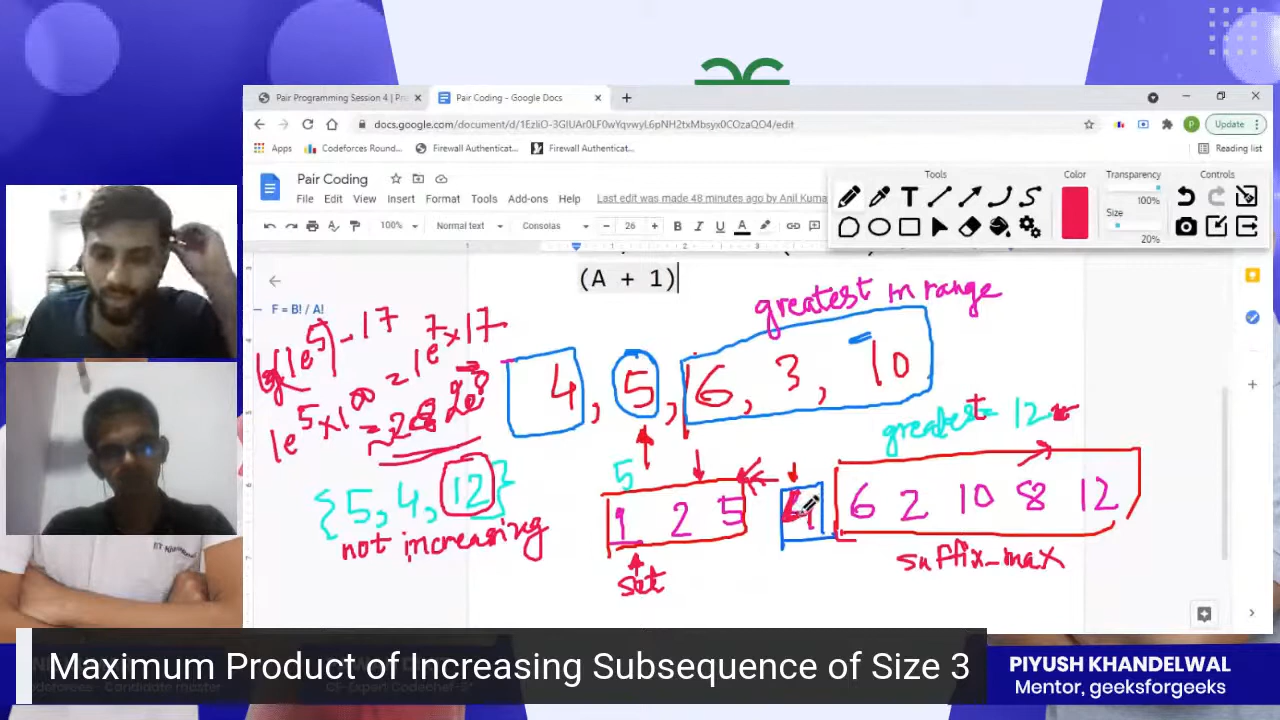 Pair Programming Session 4 | Pr
Pair Coding - Google Docs
docs.google.com/document/d/1EzliO-3GIUAr0LF0wYqvwyL6pNH2txMbsyx0COzaQO4/edit
Update
Apps
Codeforces Round...
Firewall Authenticat...
Firewall Authenticat...
Reading list
Pair Coding
File Edit View Insert Format Tools Add-ons Help
Last edit was made 48 minutes ago by Anil Kuma
Tools Color Transparency Controls
100%
Size
20%
100% Normal text Consolas 26
(A + 1)
F = B! / A!
greatest in range
4, 5, 6, 3, 10
greatest = 12
5
{5, 4, 12}
not increasing
1 2 5 4 6 2 10 8 12
set
suffix_max
Maximum Product of Increasing Subsequence of Size 3
PIYUSH KHANDELWAL
Mentor, geeksforgeeks